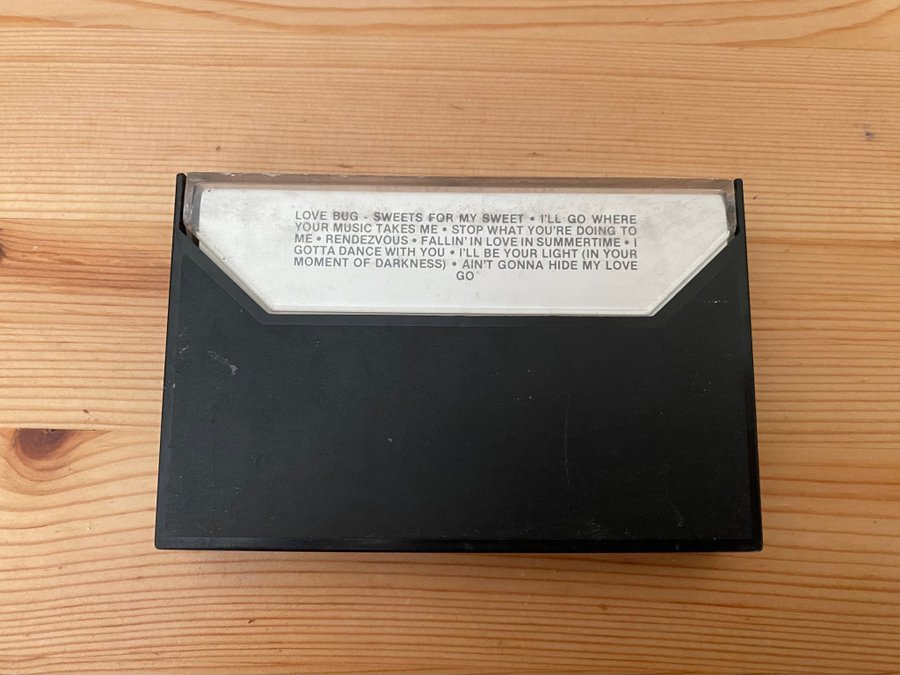 LOVE BUG - SWEETS FOR MY SWEET • I'LL GO WHERE
YOUR MUSIC TAKES ME • STOP WHAT YOU'RE DOING TO
ME • RENDEZVOUS • FALLIN' IN LOVE IN SUMMERTIME • I
GOTTA DANCE WITH YOU • I'LL BE YOUR LIGHT (IN YOUR
MOMENT OF DARKNESS) • AIN'T GONNA HIDE MY LOVE
GO